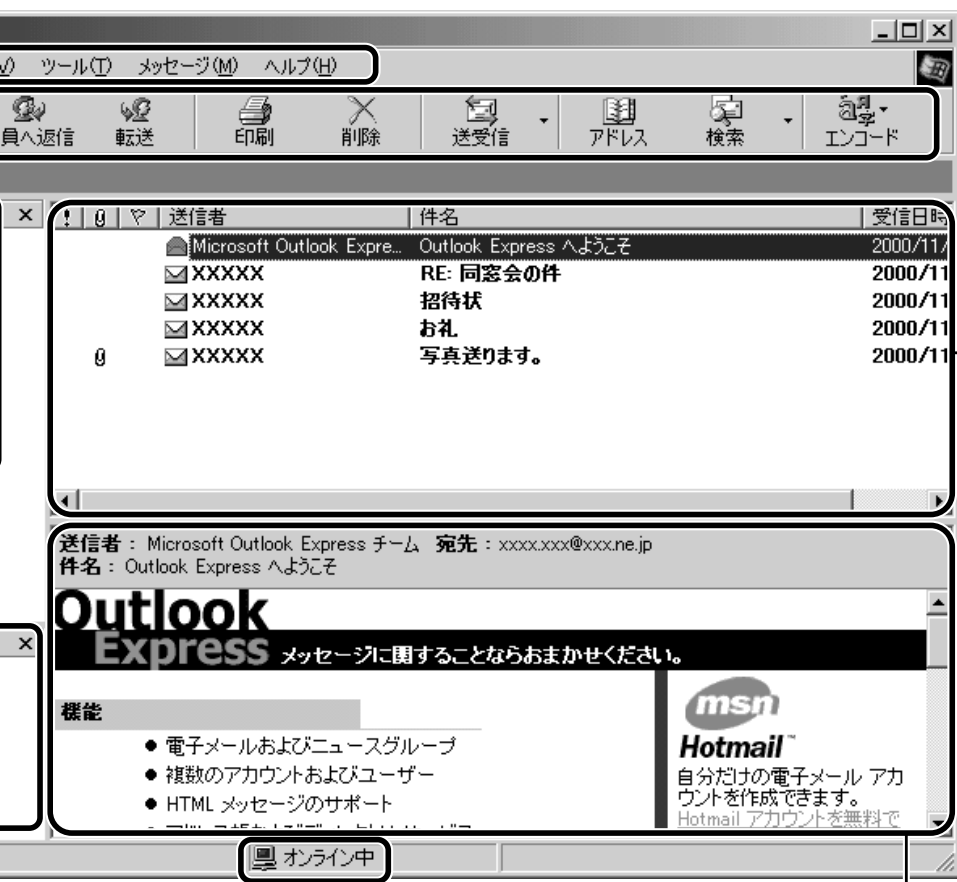 ツール(T) メッセージ(M) ヘルプ(H)
員へ返信 転送 印刷 削除 送受信 アドレス 検索 エンコード
! 送信者 件名 受信日時
Microsoft Outlook Expre... Outlook Express へようこそ 2000/11/
XXXXX RE: 同窓会の件 2000/11
XXXXX 招待状 2000/11
XXXXX お礼 2000/11
XXXXX 写真送ります。 2000/11
送信者 : Microsoft Outlook Express チーム 宛先 : xxxx.xxx@xxx.ne.jp
件名 : Outlook Express へようこそ
Outlook
Express メッセージに関することならおまかせください。
msn
機能
Hotmail™
● 電子メールおよびニュースグループ
● 複数のアカウントおよびユーザー
● HTML メッセージのサポート
自分だけの電子メール アカ
ウントを作成できます。
Hotmail アカウントを無料で
オンライン中